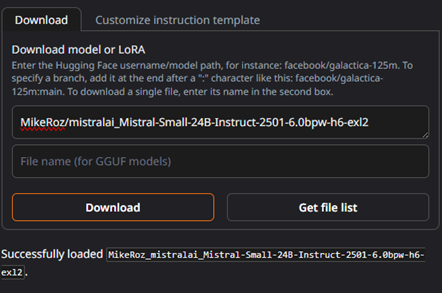 Download
Customize instruction template
Download model or LoRA
Enter the Hugging Face username/model path, for instance: facebook/galactica-125m. To
specify a branch, add it at the end after a ":" character like this: facebook/galactica-
125m:main. To download a single file, enter its name in the second box.
MikeRoz/mistralai_Mistral-Small-24B-Instruct-2501-6.0bpw-h6-exl2
File name (for GGUF models)
Download
Get file list
Successfully loaded MikeRoz_mistralai_Mistral-Small-24B-Instruct-2501-6.0bpw-h6-
exl2.